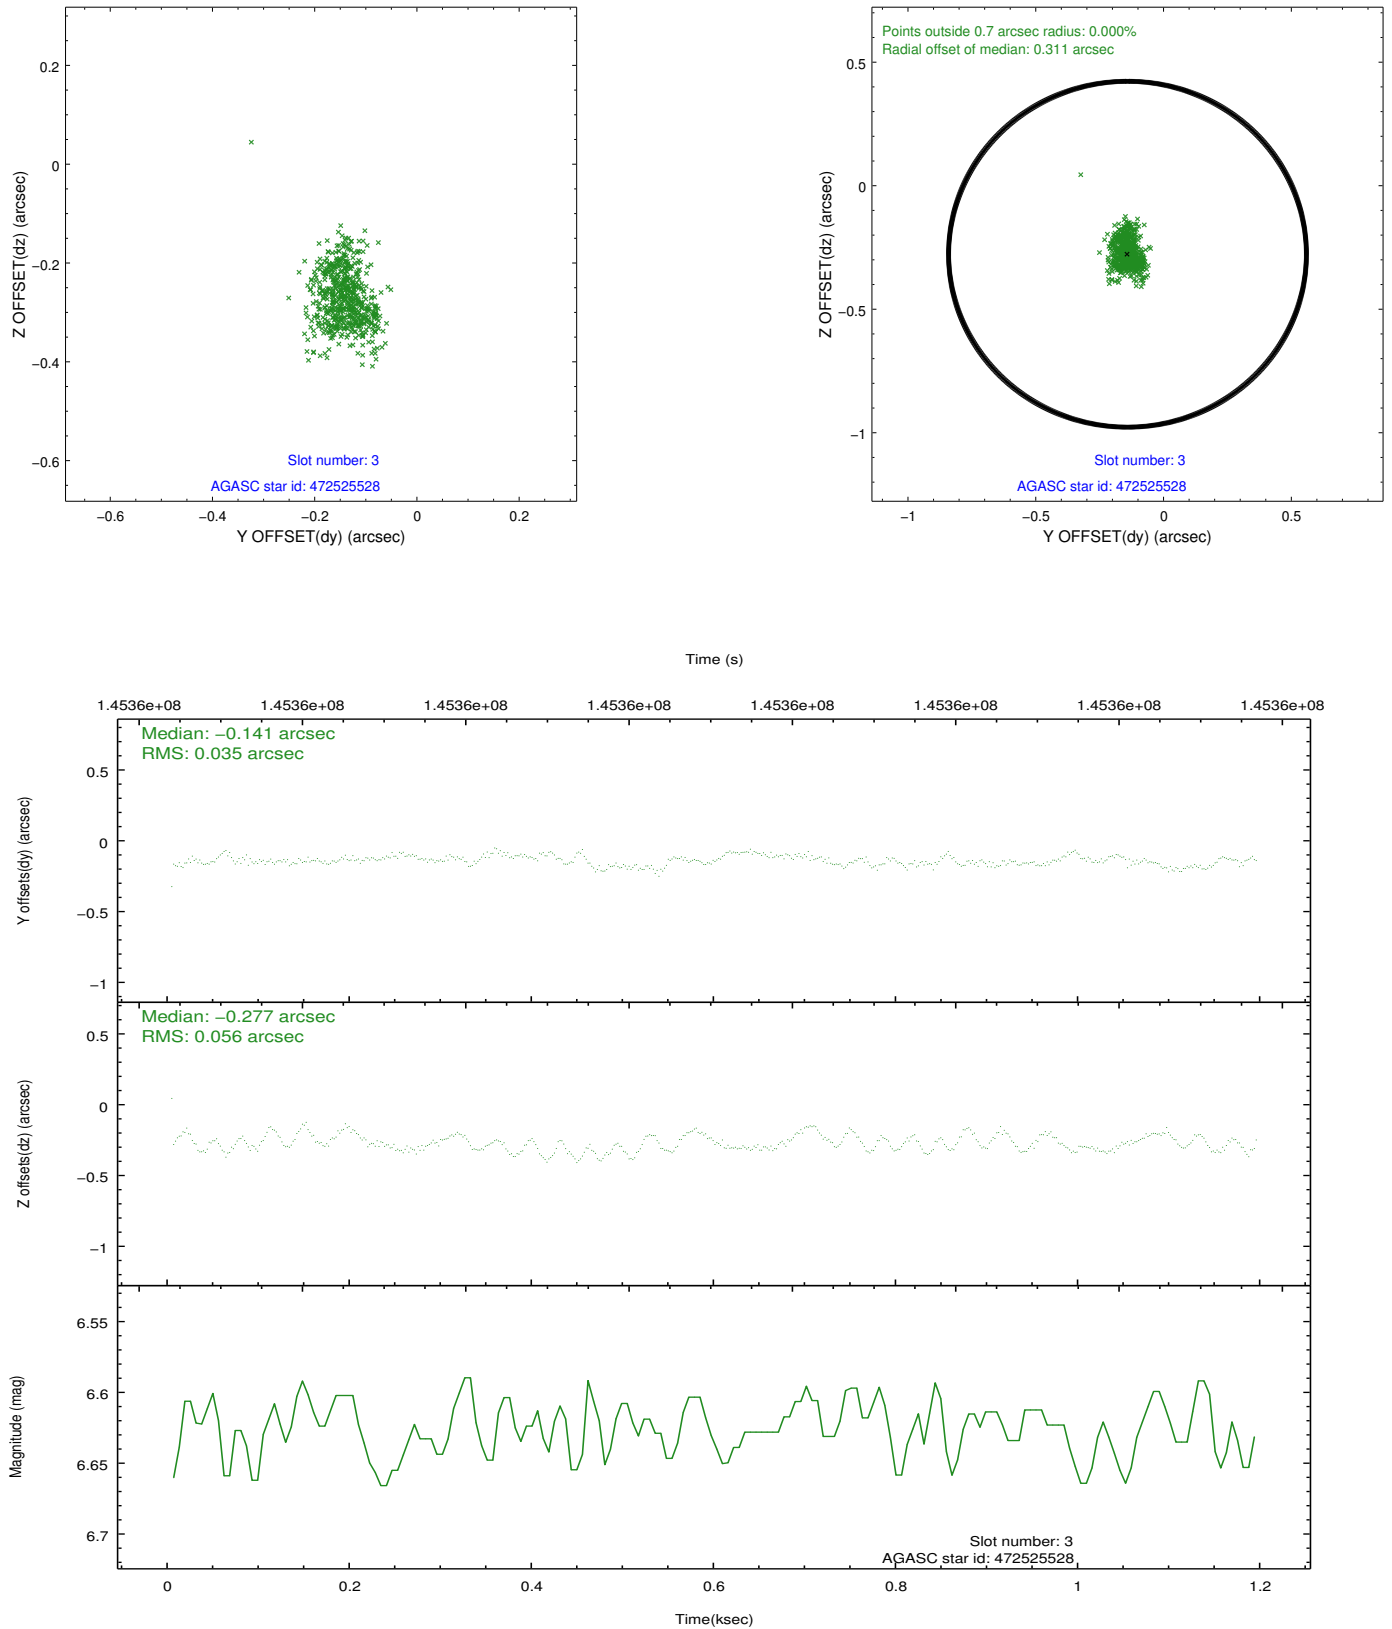 0.2
0
−0.2
−0.4
−0.6
Z OFFSET(dz) (arcsec)
Slot number: 3
AGASC star id: 472525528
−0.6 −0.4 −0.2 0 0.2
Y OFFSET(dy) (arcsec)
Points outside 0.7 arcsec radius: 0.000%
Radial offset of median: 0.311 arcsec
0.5
0
−0.5
−1
Z OFFSET(dz) (arcsec)
Slot number: 3
AGASC star id: 472525528
−1 −0.5 0 0.5
Y OFFSET(dy) (arcsec)
Time (s)
1.4536e+08 1.4536e+08 1.4536e+08 1.4536e+08 1.4536e+08 1.4536e+08 1.4536e+08 1.4536e+08
Median: −0.141 arcsec
RMS: 0.035 arcsec
0.5
0
−0.5
−1
Y offsets(dy) (arcsec)
Median: −0.277 arcsec
RMS: 0.056 arcsec
0.5
0
−0.5
−1
Z offsets(dz) (arcsec)
6.55
6.6
6.65
6.7
Magnitude (mag)
Slot number: 3
AGASC star id: 472525528
0 0.2 0.4 0.6 0.8 1 1.2
Time(ksec)